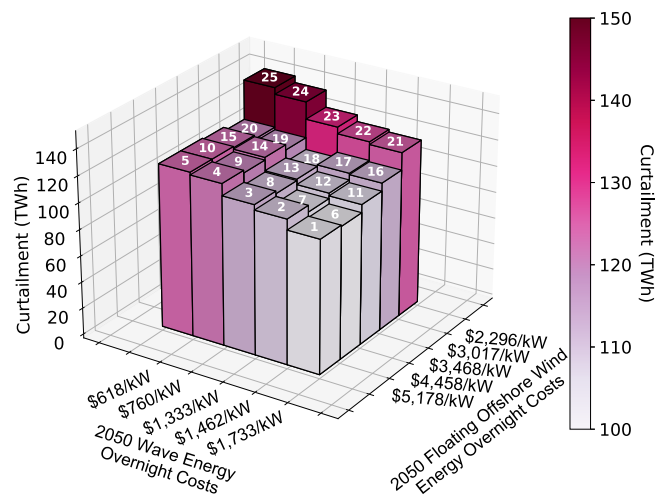 150
140
130
120
110
100
Curtailment (TWh)
140
120
100
80
60
40
20
0
Curtailment (TWh)
25
24
23
22
21
20
19
18
17
16
15
14
13
12
11
10
9
8
7
6
5
4
3
2
1
$618/kW
$760/kW
$1,333/kW
$1,462/kW
$1,733/kW
2050 Wave Energy
Overnight Costs
$2,296/kW
$3,017/kW
$3,468/kW
$4,458/kW
$5,178/kW
2050 Floating Offshore Wind
Energy Overnight Costs